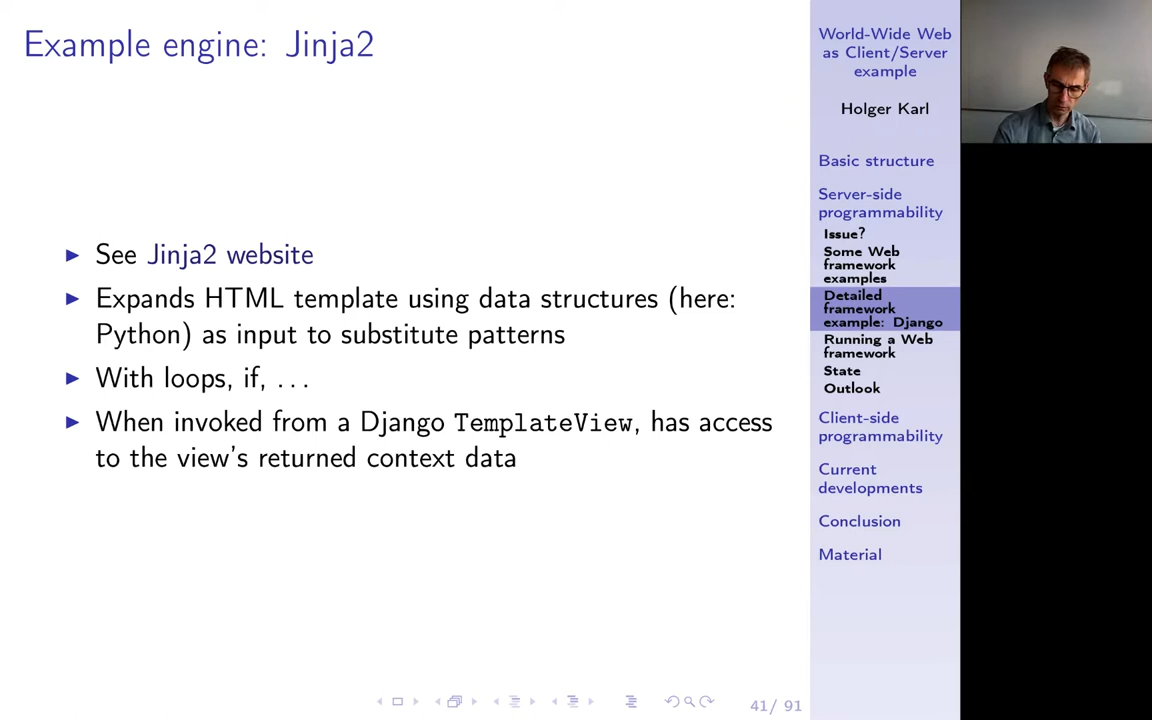 Example engine: Jinja2
▶ See Jinja2 website
▶ Expands HTML template using data structures (here:
Python) as input to substitute patterns
▶ With loops, if, . . .
▶ When invoked from a Django TemplateView, has access
to the view's returned context data
41/ 91
World-Wide Web
as Client/Server
example
Holger Karl
Basic structure
Server-side
programmability
Issue?
Some Web
framework
examples
Detailed
framework
example: Django
Running a Web
framework
State
Outlook
Client-side
programmability
Current
developments
Conclusion
Material